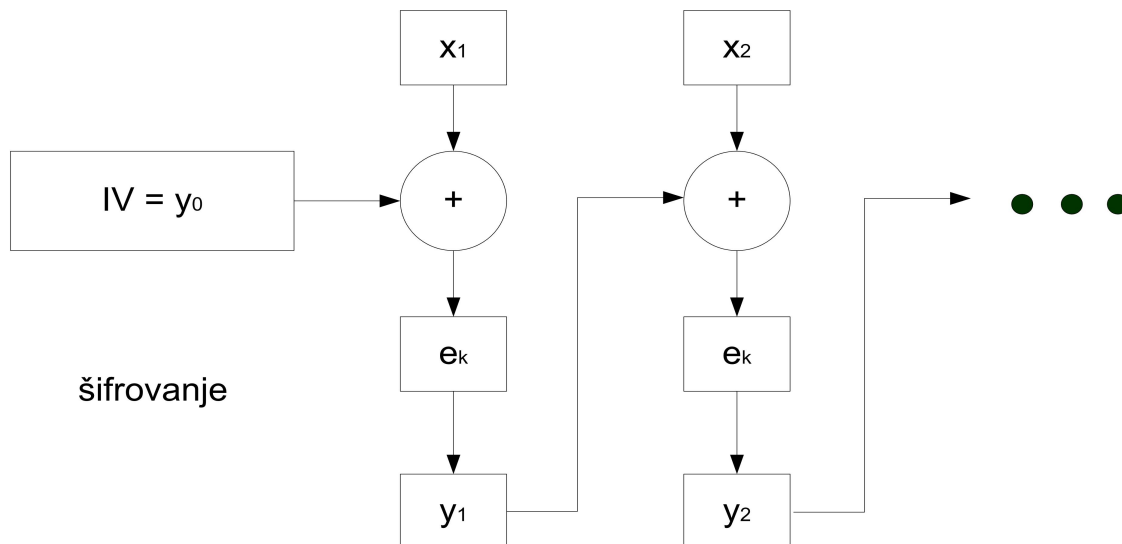 x1
x2
IV = y0
+
+
ek
ek
šifrovanje
y1
y2